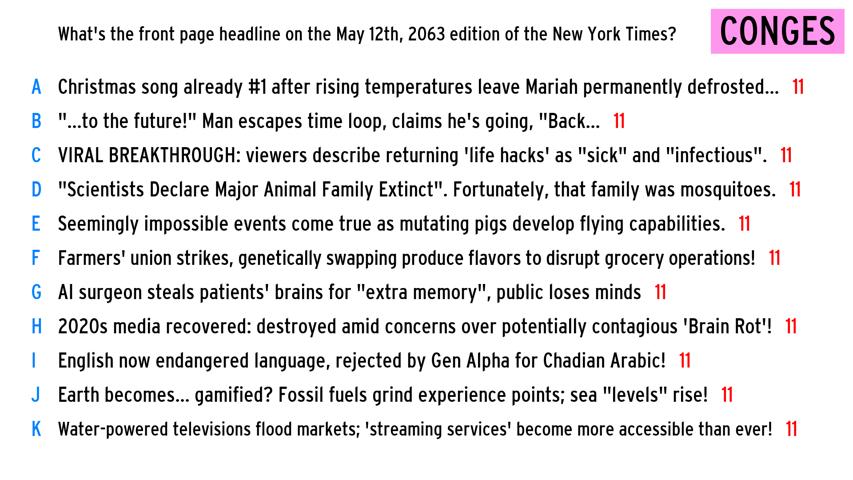 What's the front page headline on the May 12th, 2063 edition of the New York Times?
CONGES
A Christmas song already #1 after rising temperatures leave Mariah permanently defrosted... 11
B "...to the future!" Man escapes time loop, claims he's going, "Back... 11
C VIRAL BREAKTHROUGH: viewers describe returning 'life hacks' as "sick" and "infectious". 11
D "Scientists Declare Major Animal Family Extinct". Fortunately, that family was mosquitoes. 11
E Seemingly impossible events come true as mutating pigs develop flying capabilities. 11
F Farmers' union strikes, genetically swapping produce flavors to disrupt grocery operations! 11
G AI surgeon steals patients' brains for "extra memory", public loses minds 11
H 2020s media recovered: destroyed amid concerns over potentially contagious 'Brain Rot'! 11
I English now endangered language, rejected by Gen Alpha for Chadian Arabic! 11
J Earth becomes... gamified? Fossil fuels grind experience points; sea "levels" rise! 11
K Water-powered televisions flood markets; 'streaming services' become more accessible than ever! 11